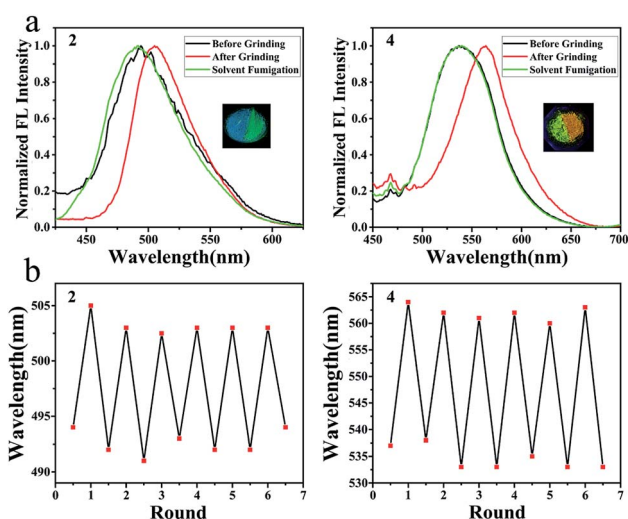 a
2
Before Grinding
After Grinding
Solvent Fumigation
Normalized FL Intensity
1.0
0.8
0.6
0.4
0.2
0.0
450 500 550 600
Wavelength(nm)
4
Before Grinding
After Grinding
Solvent Fumigation
Normalized FL Intensity
1.0
0.8
0.6
0.4
0.2
0.0
450 500 550 600 650 700
Wavelength(nm)
b
2
Wavelength(nm)
505
500
495
490
0 1 2 3 4 5 6 7
Round
4
Wavelength(nm)
565
560
555
550
545
540
535
530
0 1 2 3 4 5 6 7
Round